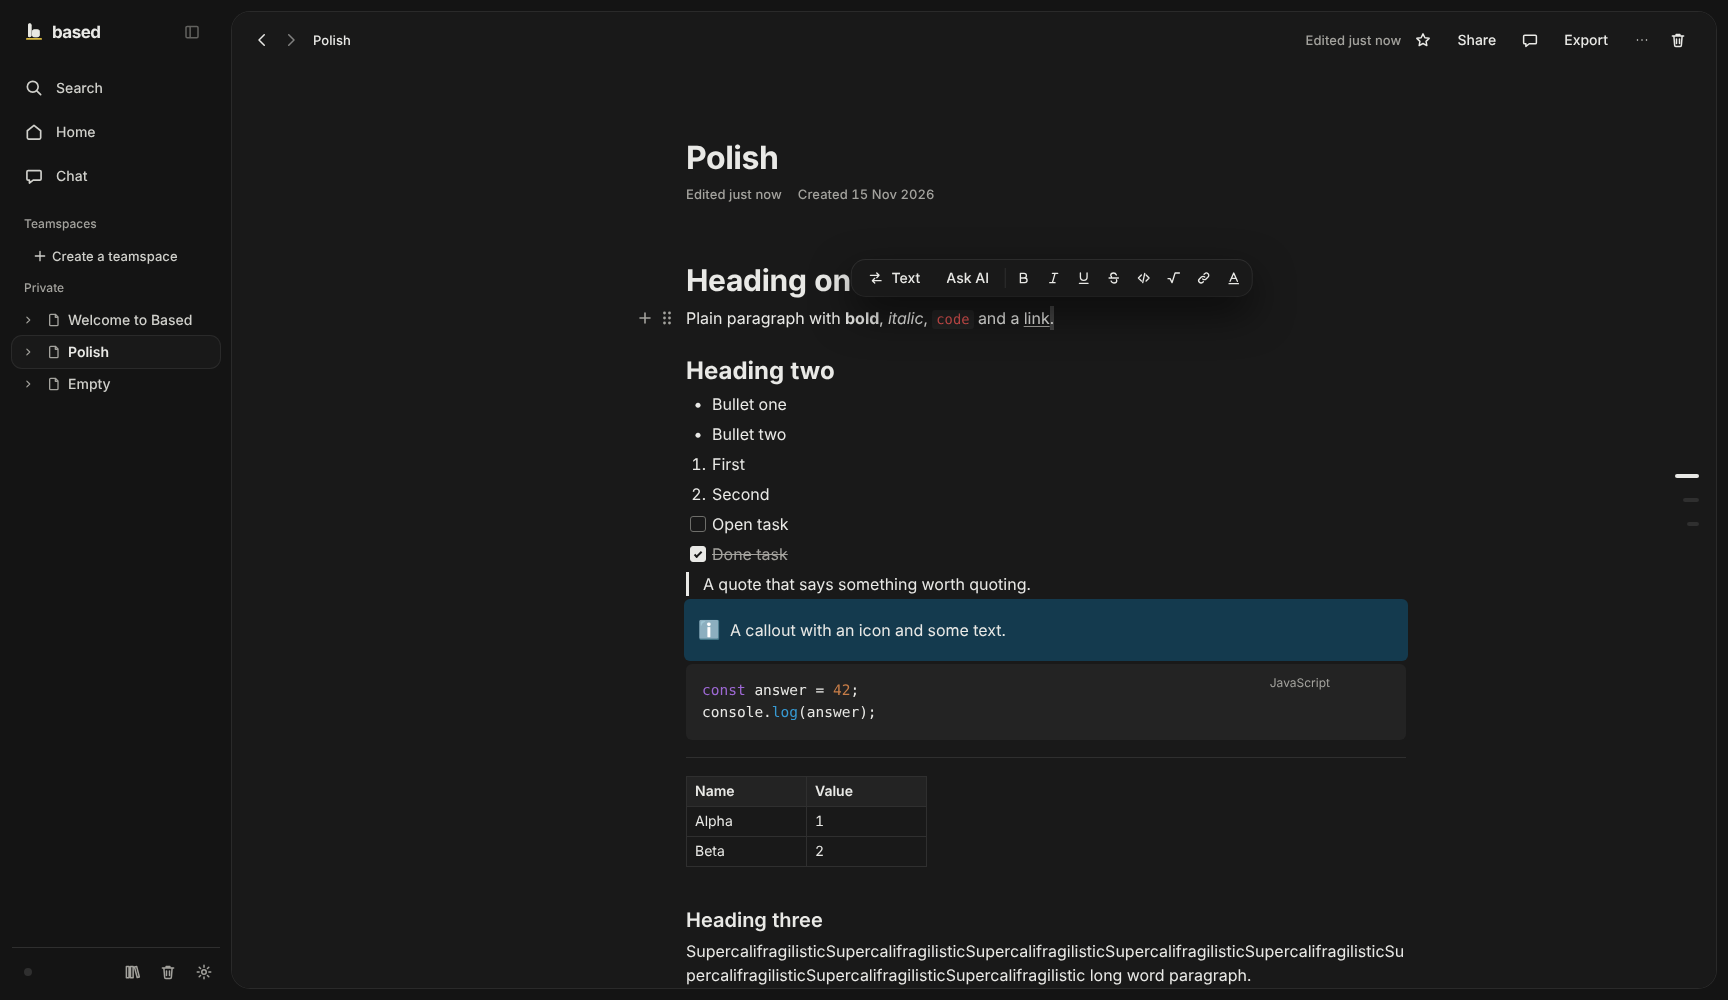 based
Search
Home
Chat
Teamspaces
Create a teamspace
Private
Welcome to Based
Polish
Empty
Polish
Edited just now
Share
Export
Polish
Edited just now Created 15 Nov 2026
Text Ask AI B I U S A
Heading on
Plain paragraph with bold, italic, code and a link.
Heading two
• Bullet one
• Bullet two
1. First
2. Second
Open task
Done task
A quote that says something worth quoting.
A callout with an icon and some text.
JavaScript
const answer = 42;
console.log(answer);
Name Value
Alpha 1
Beta 2
Heading three
SupercalifragilisticSupercalifragilisticSupercalifragilisticSupercalifragilisticSupercalifragilisticSu
percalifragilisticSupercalifragilisticSupercalifragilistic long word paragraph.